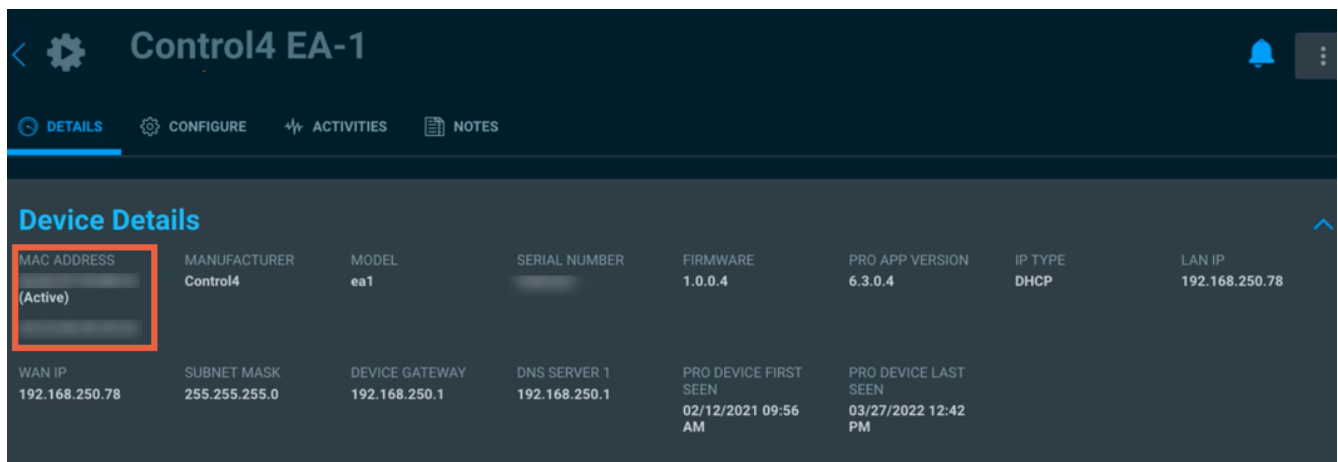 Control4 EA-1
DETAILS CONFIGURE ACTIVITIES NOTES
Device Details
MAC ADDRESS MANUFACTURER MODEL SERIAL NUMBER FIRMWARE PRO APP VERSION IP TYPE LAN IP
Control4 ea1 1.0.0.4 6.3.0.4 DHCP 192.168.250.78
(Active)
WAN IP SUBNET MASK DEVICE GATEWAY DNS SERVER 1 PRO DEVICE FIRST PRO DEVICE LAST
SEEN SEEN
192.168.250.78 255.255.255.0 192.168.250.1 192.168.250.1
02/12/2021 09:56 03/27/2022 12:42
AM PM